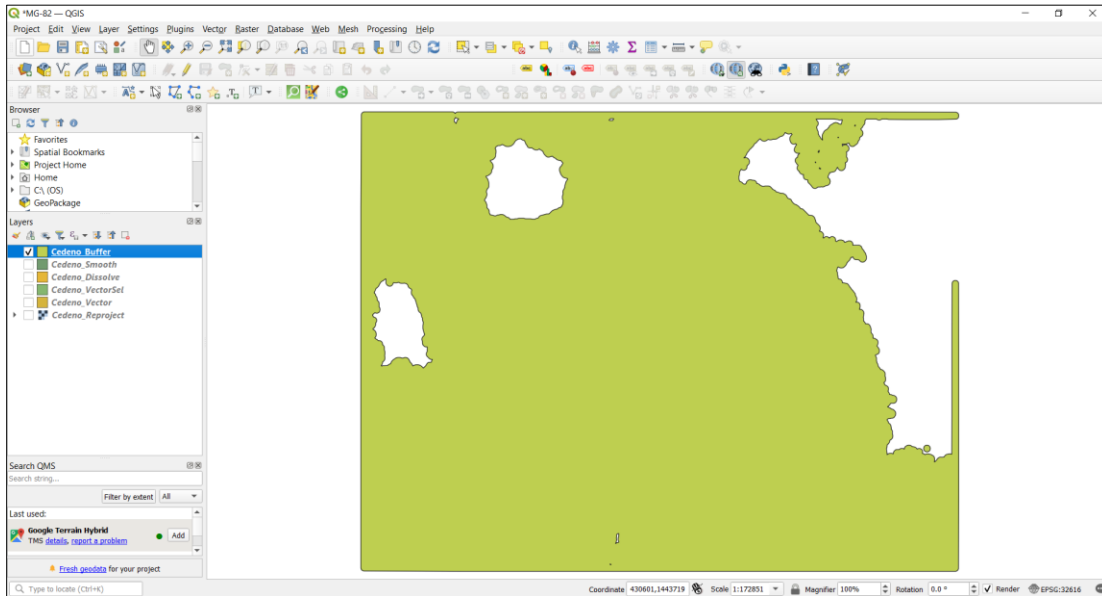 *MG-82 — QGIS
Project Edit View Layer Settings Plugins Vector Raster Database Web Mesh Processing Help
Browser
Favorites
Spatial Bookmarks
Project Home
Home
C:\ (OS)
GeoPackage
Layers
Cedeno_Buffer
Cedeno_Smooth
Cedeno_Dissolve
Cedeno_VectorSel
Cedeno_Vector
Cedeno_Reproject
Search QMS
Search string...
Filter by extent All
Last used:
Google Terrain Hybrid
TMS details, report a problem
Add
Fresh geodata for your project
Type to locate (Ctrl+K)
Coordinate 430601,1443719 Scale 1:172851 Magnifier 100% Rotation 0.0 ° Render EPSG:32616